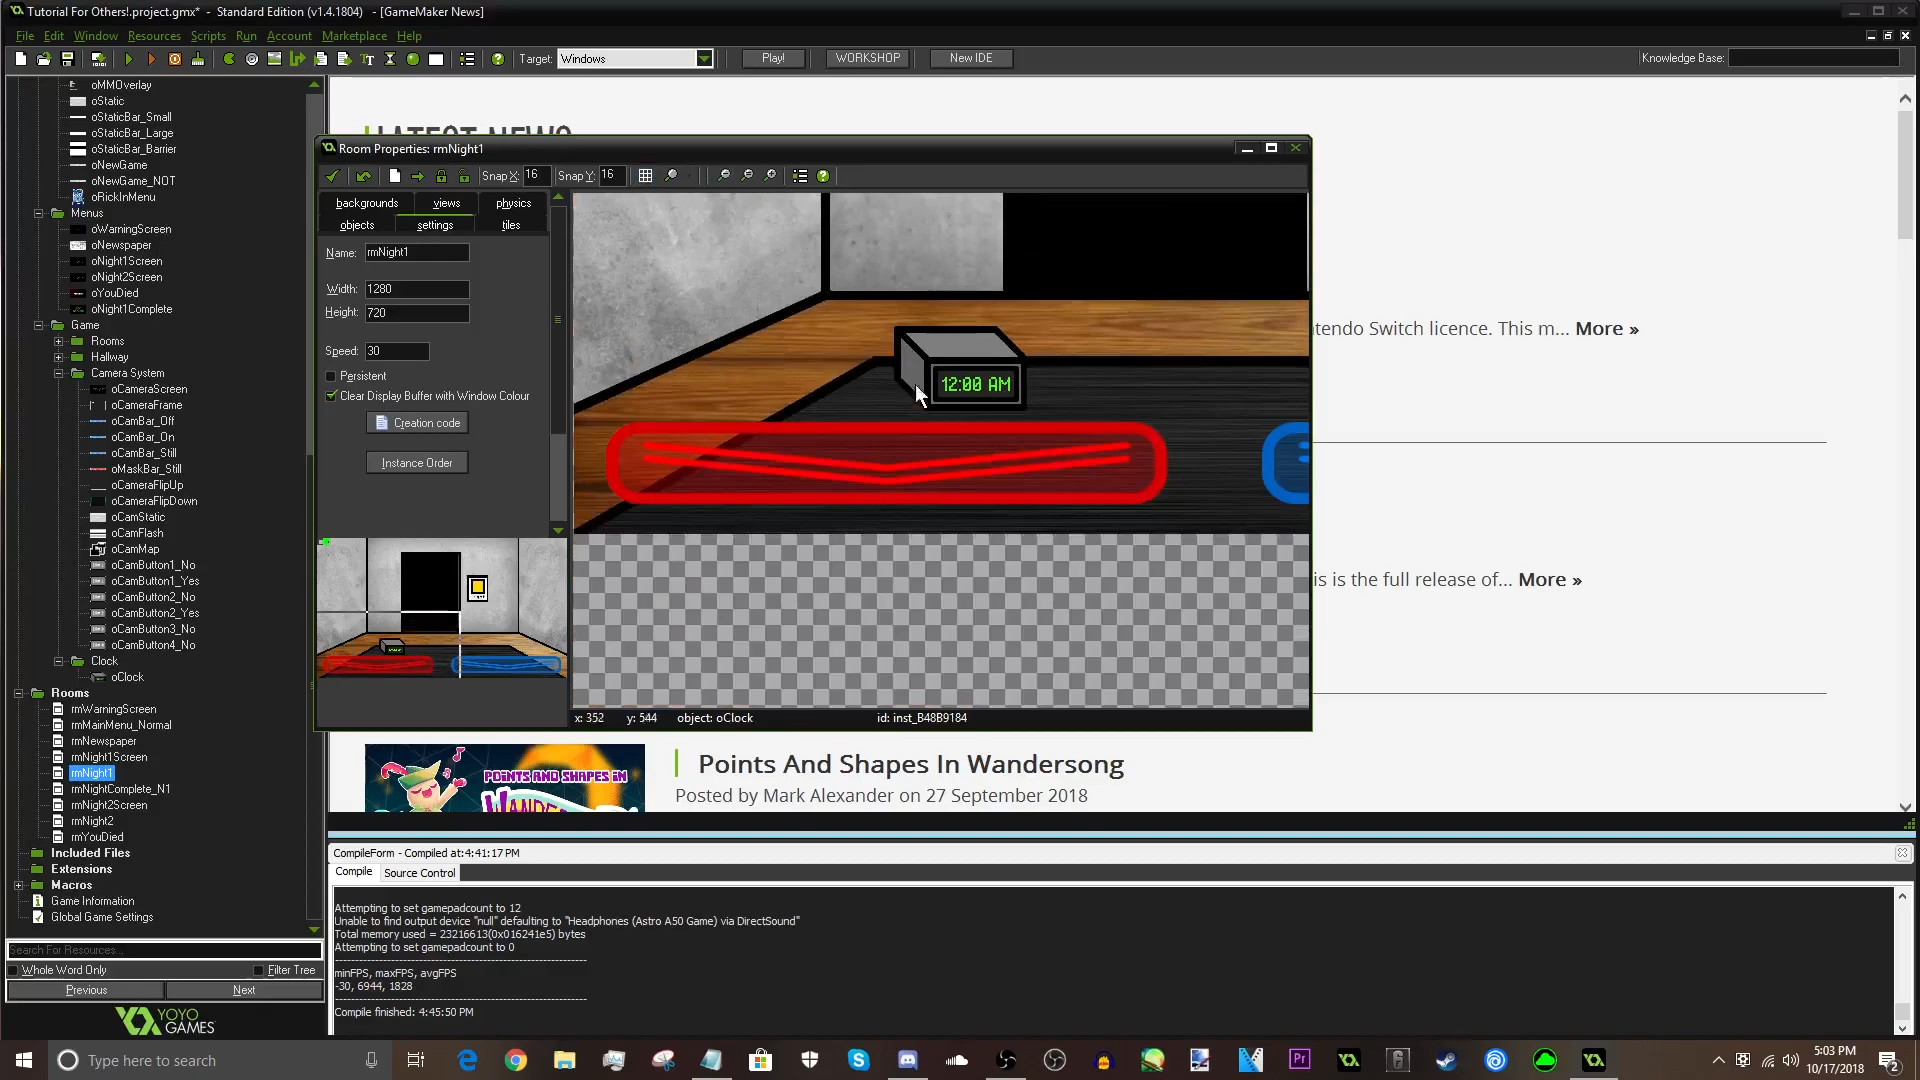 Tutorial For Others!.project.gmx* - Standard Edition (v1.4.1804) - [GameMaker News]
File Edit Window Resources Scripts Run Account Marketplace Help
Target: Windows Play! WORKSHOP New IDE Knowledge Base:
oMMOverlay
oStatic
oStaticBar_Small
oStaticBar_Large
oStaticBar_Barrier
oNewGame
oNewGame_NOT
oRickInMenu
Menus
oWarningScreen
oNewspaper
oNight1Screen
oNight2Screen
oYouDied
oNight1Complete
Game
Rooms
Hallway
Camera System
oCameraScreen
oCameraFrame
oCamBar_Off
oCamBar_On
oCamBar_Still
oMaskBar_Still
oCameraFlipUp
oCameraFlipDown
oCamStatic
oCamFlash
oCamMap
oCamButton1_No
oCamButton1_Yes
oCamButton2_No
oCamButton2_Yes
oCamButton3_No
oCamButton4_No
Clock
oClock
Rooms
rmWarningScreen
rmMainMenu_Normal
rmNewspaper
rmNight1Screen
rmNight1
rmNightComplete_N1
rmNight2Screen
rmNight2
rmYouDied
Included Files
Extensions
Macros
Game Information
Global Game Settings
Search For Resources...
Whole Word Only Filter Tree
Previous Next
YOYO
GAMES
LATEST NEWS
Room Properties: rmNight1
Snap X: 16 Snap Y: 16
backgrounds views physics
objects settings tiles
Name: rmNight1
Width: 1280
Height: 720
Speed: 30
Persistent
Clear Display Buffer with Window Colour
Creation code
Instance Order
12:00 AM
x: 352 y: 544 object: oClock id: inst_B48B9184
ntendo Switch licence. This m... More »
is is the full release of... More »
POINTS AND SHAPES IN
Points And Shapes In Wandersong
Posted by Mark Alexander on 27 September 2018
CompileForm - Compiled at:4:41:17 PM
Compile Source Control
Attempting to set gamepadcount to 12
Unable to find output device "null" defaulting to "Headphones (Astro A50 Game) via DirectSound"
Total memory used = 23216613(0x016241e5) bytes
Attempting to set gamepadcount to 0
minFPS, maxFPS, avgFPS
-30, 6944, 1828
Compile finished: 4:45:50 PM
Type here to search
5:03 PM
10/17/2018
2